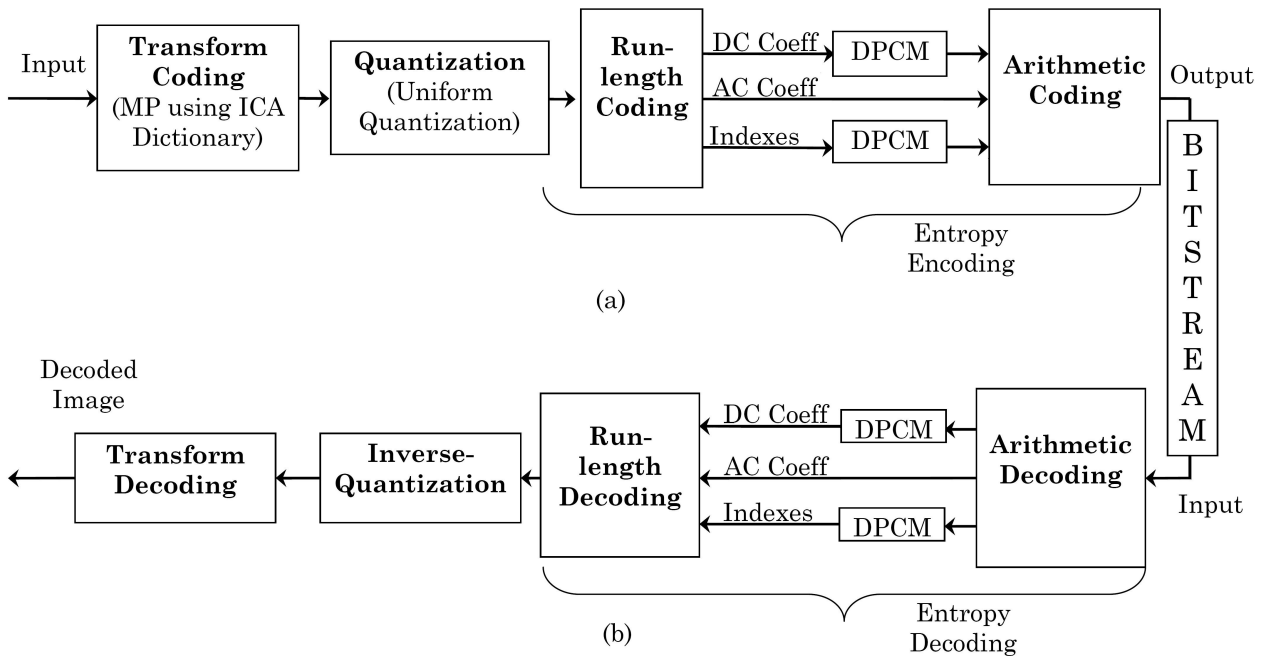 Input
Transform
Coding
(MP using ICA
Dictionary)
Quantization
(Uniform
Quantization)
Run-
length
Coding
DC Coeff
DPCM
AC Coeff
Indexes
DPCM
Arithmetic
Coding
Output
B
I
T
S
T
R
E
A
M
Entropy
Encoding
(a)
Decoded
Image
Transform
Decoding
Inverse-
Quantization
Run-
length
Decoding
DC Coeff
DPCM
AC Coeff
Indexes
DPCM
Arithmetic
Decoding
Input
Entropy
Decoding
(b)